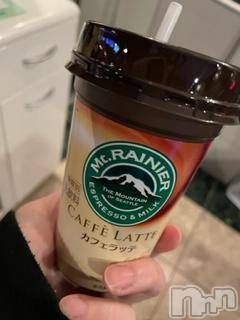 Mt. RAINIER
THE MOUNTAIN
OF SEATTLE
ESPRESSO & MILK
CAFFÈ LATTE
カフェラッテ